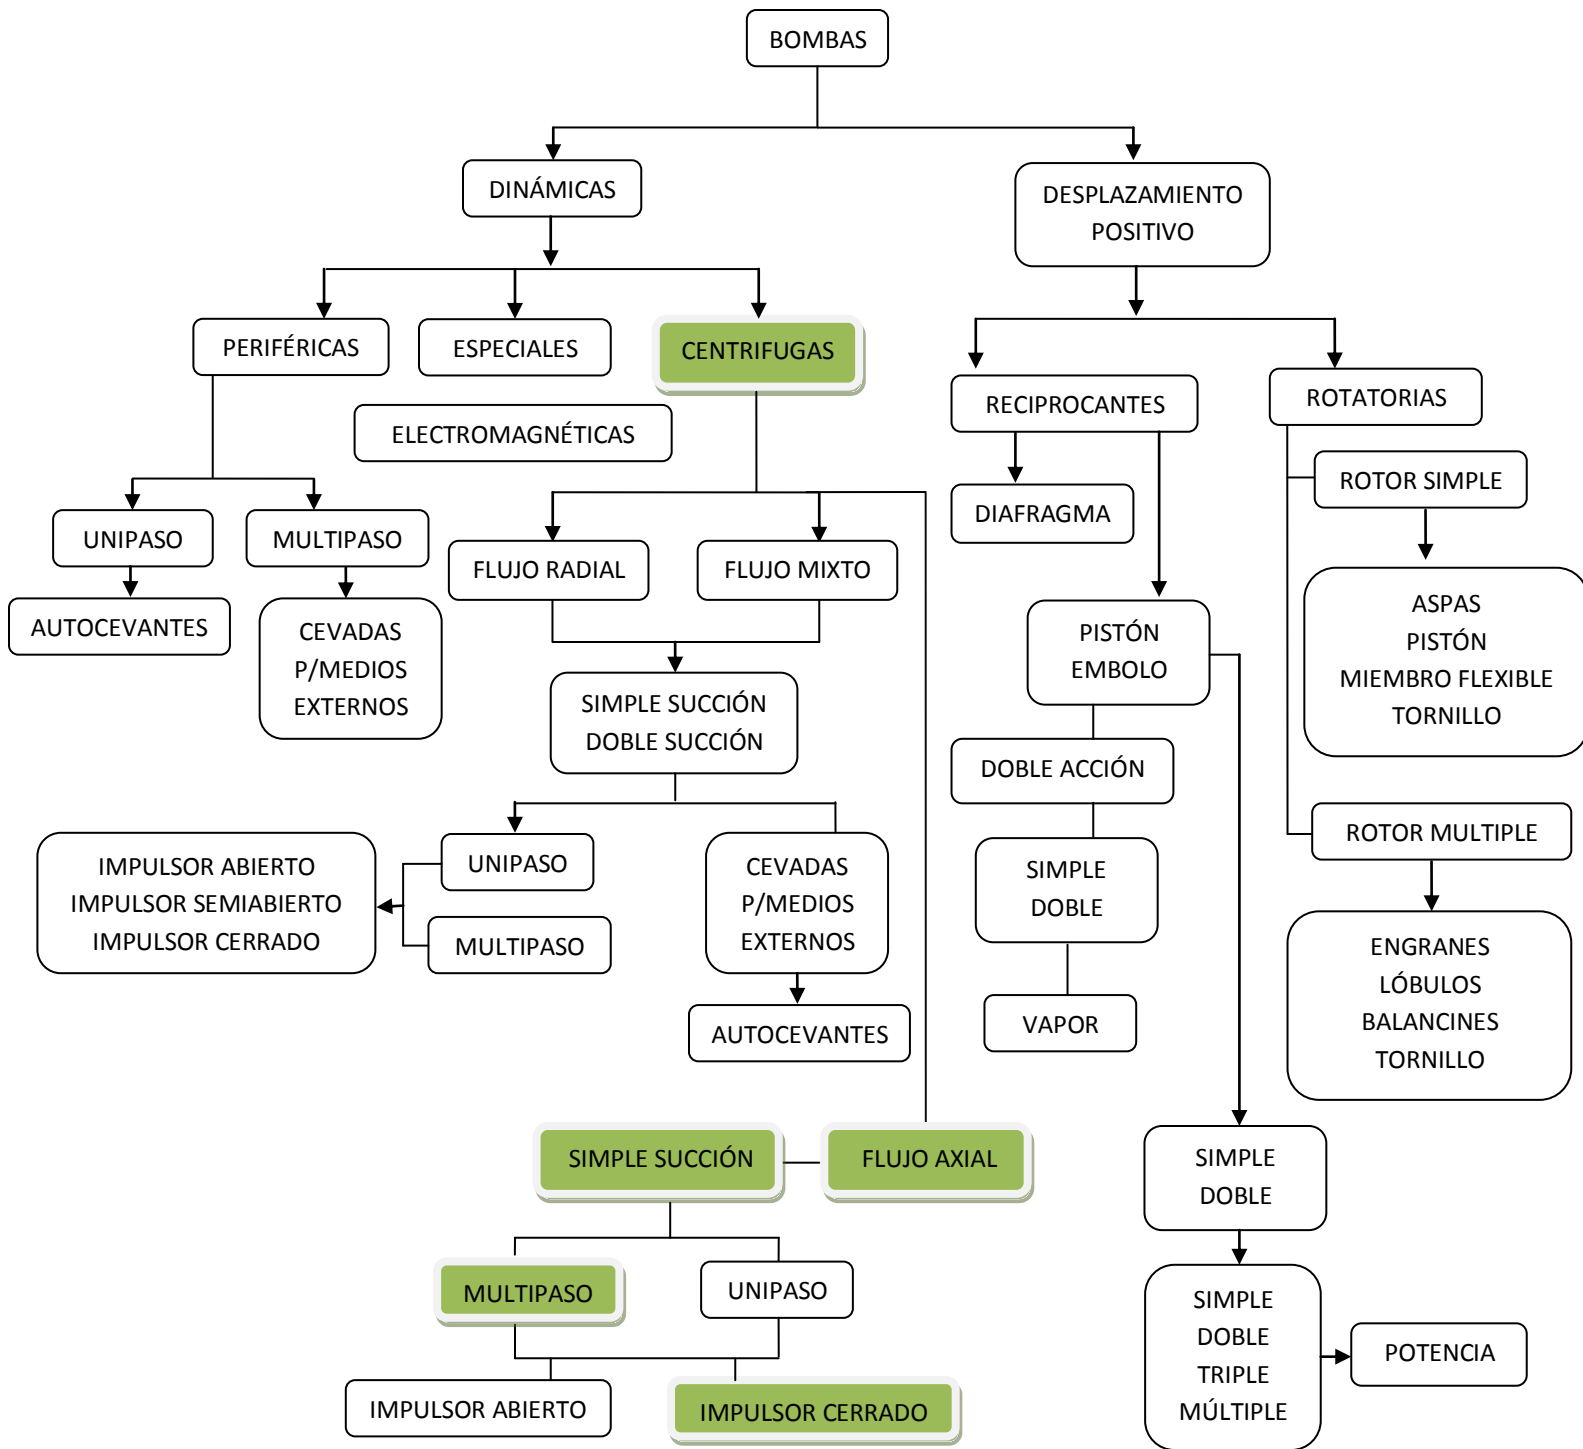 BOMBAS
DINÁMICAS
DESPLAZAMIENTO
POSITIVO
PERIFÉRICAS
ESPECIALES
CENTRIFUGAS
RECIPROCANTES
ROTATORIAS
ELECTROMAGNÉTICAS
ROTOR SIMPLE
DIAFRAGMA
UNIPASO
MULTIPASO
FLUJO RADIAL
FLUJO MIXTO
AUTOCEVANTES
CEVADAS
P/MEDIOS
EXTERNOS
PISTÓN
EMBOLO
ASPAS
PISTÓN
MIEMBRO FLEXIBLE
TORNILLO
SIMPLE SUCCIÓN
DOBLE SUCCIÓN
DOBLE ACCIÓN
ROTOR MULTIPLE
IMPULSOR ABIERTO
IMPULSOR SEMIABIERTO
IMPULSOR CERRADO
UNIPASO
MULTIPASO
CEVADAS
P/MEDIOS
EXTERNOS
SIMPLE
DOBLE
ENGRANES
LÓBULOS
BALANCINES
TORNILLO
AUTOCEVANTES
VAPOR
SIMPLE SUCCIÓN
FLUJO AXIAL
SIMPLE
DOBLE
MULTIPASO
UNIPASO
SIMPLE
DOBLE
TRIPLE
MÚLTIPLE
POTENCIA
IMPULSOR ABIERTO
IMPULSOR CERRADO